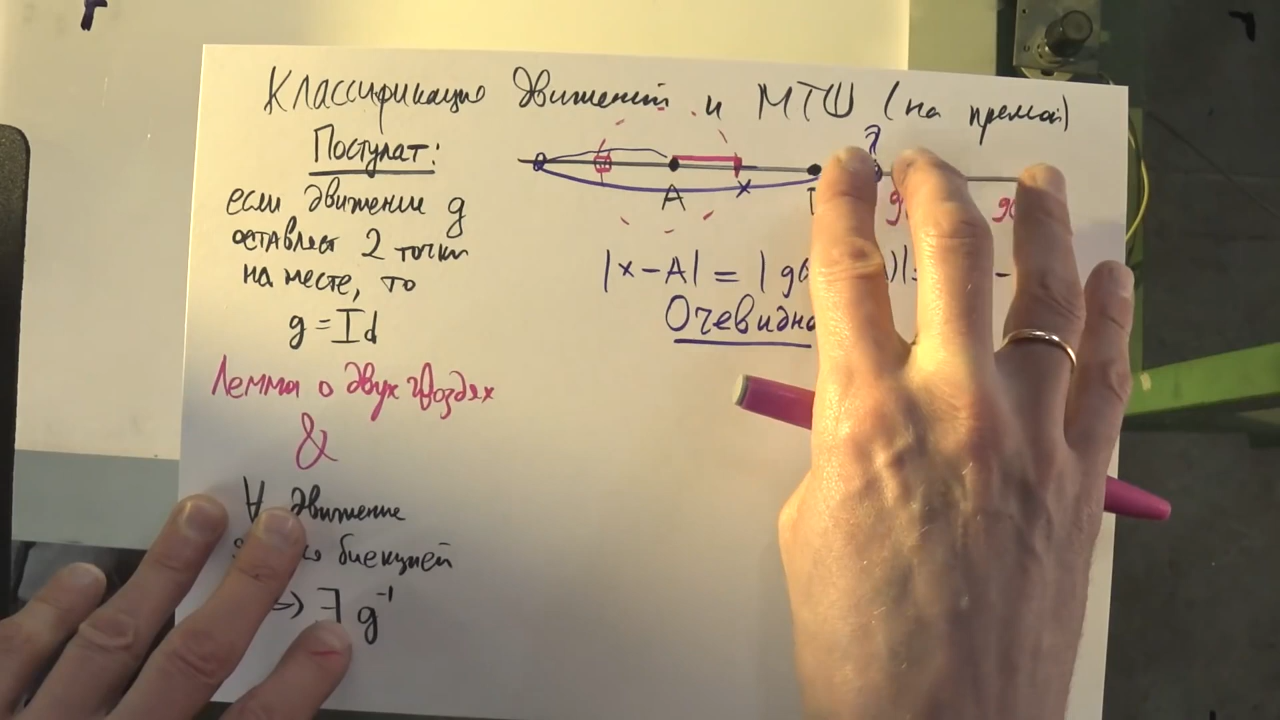 Классификация движений и МТШ (на прямой)
Постулат:
если движение g
оставляет 2 точки
на месте, то
g = Id
Лемма о двух гвоздях
&
∀ движение
биекцией
⇒ ∃ g⁻¹
?
A
x
|x-A| = |g(
Очевидно